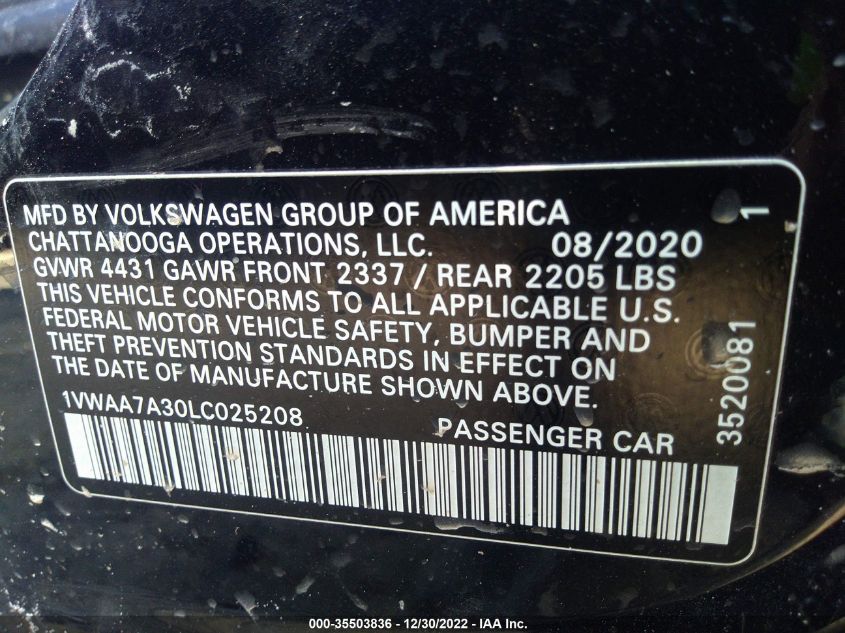 MFD BY VOLKSWAGEN GROUP OF AMERICA
CHATTANOOGA OPERATIONS, LLC. 08/2020
GVWR 4431 GAWR FRONT 2337 / REAR 2205 LBS
THIS VEHICLE CONFORMS TO ALL APPLICABLE U.S.
FEDERAL MOTOR VEHICLE SAFETY, BUMPER AND
THEFT PREVENTION STANDARDS IN EFFECT ON
THE DATE OF MANUFACTURE SHOWN ABOVE.
1VWAA7A30LC025208 PASSENGER CAR
3520081 1
000-35503836 - 12/30/2022 - IAA Inc.